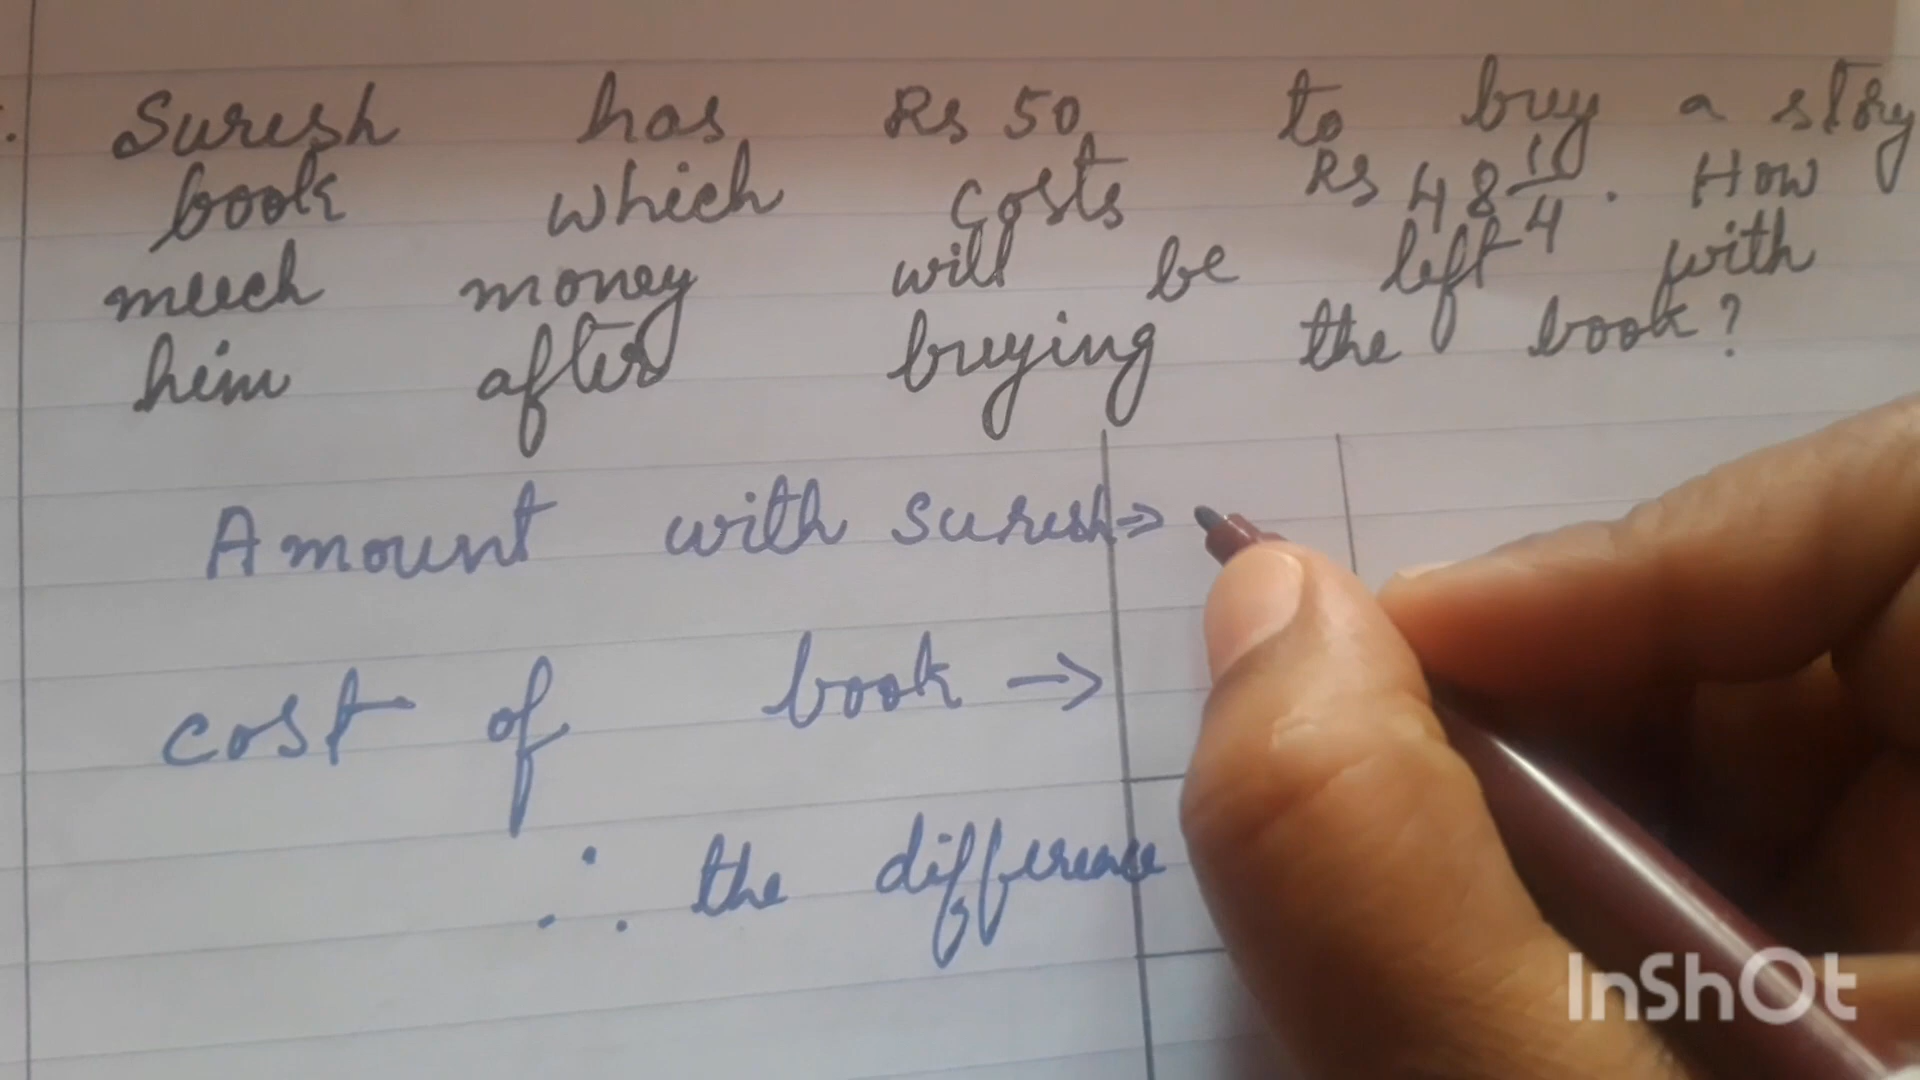 Suresh has Rs 50 to buy a story
book which costs Rs 48 1/4. How
much money will be left with
him after buying the book?
Amount with Suresh ⇒
cost of book →
∴ the difference
InShOt